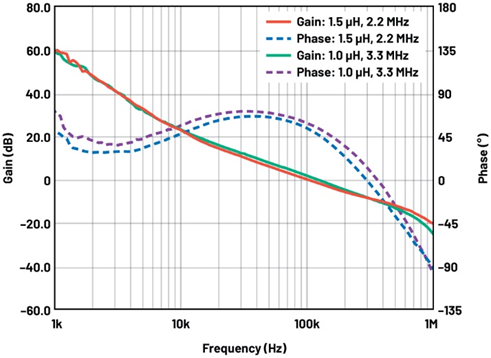 80.0
60.0
40.0
20.0
0
−20.0
−40.0
−60.0
Gain (dB)
Gain: 1.5 µH, 2.2 MHz
Phase: 1.5 µH, 2.2 MHz
Gain: 1.0 µH, 3.3 MHz
Phase: 1.0 µH, 3.3 MHz
180
135
90
45
0
−45
−90
−135
Phase (°)
1k
10k
100k
1M
Frequency (Hz)